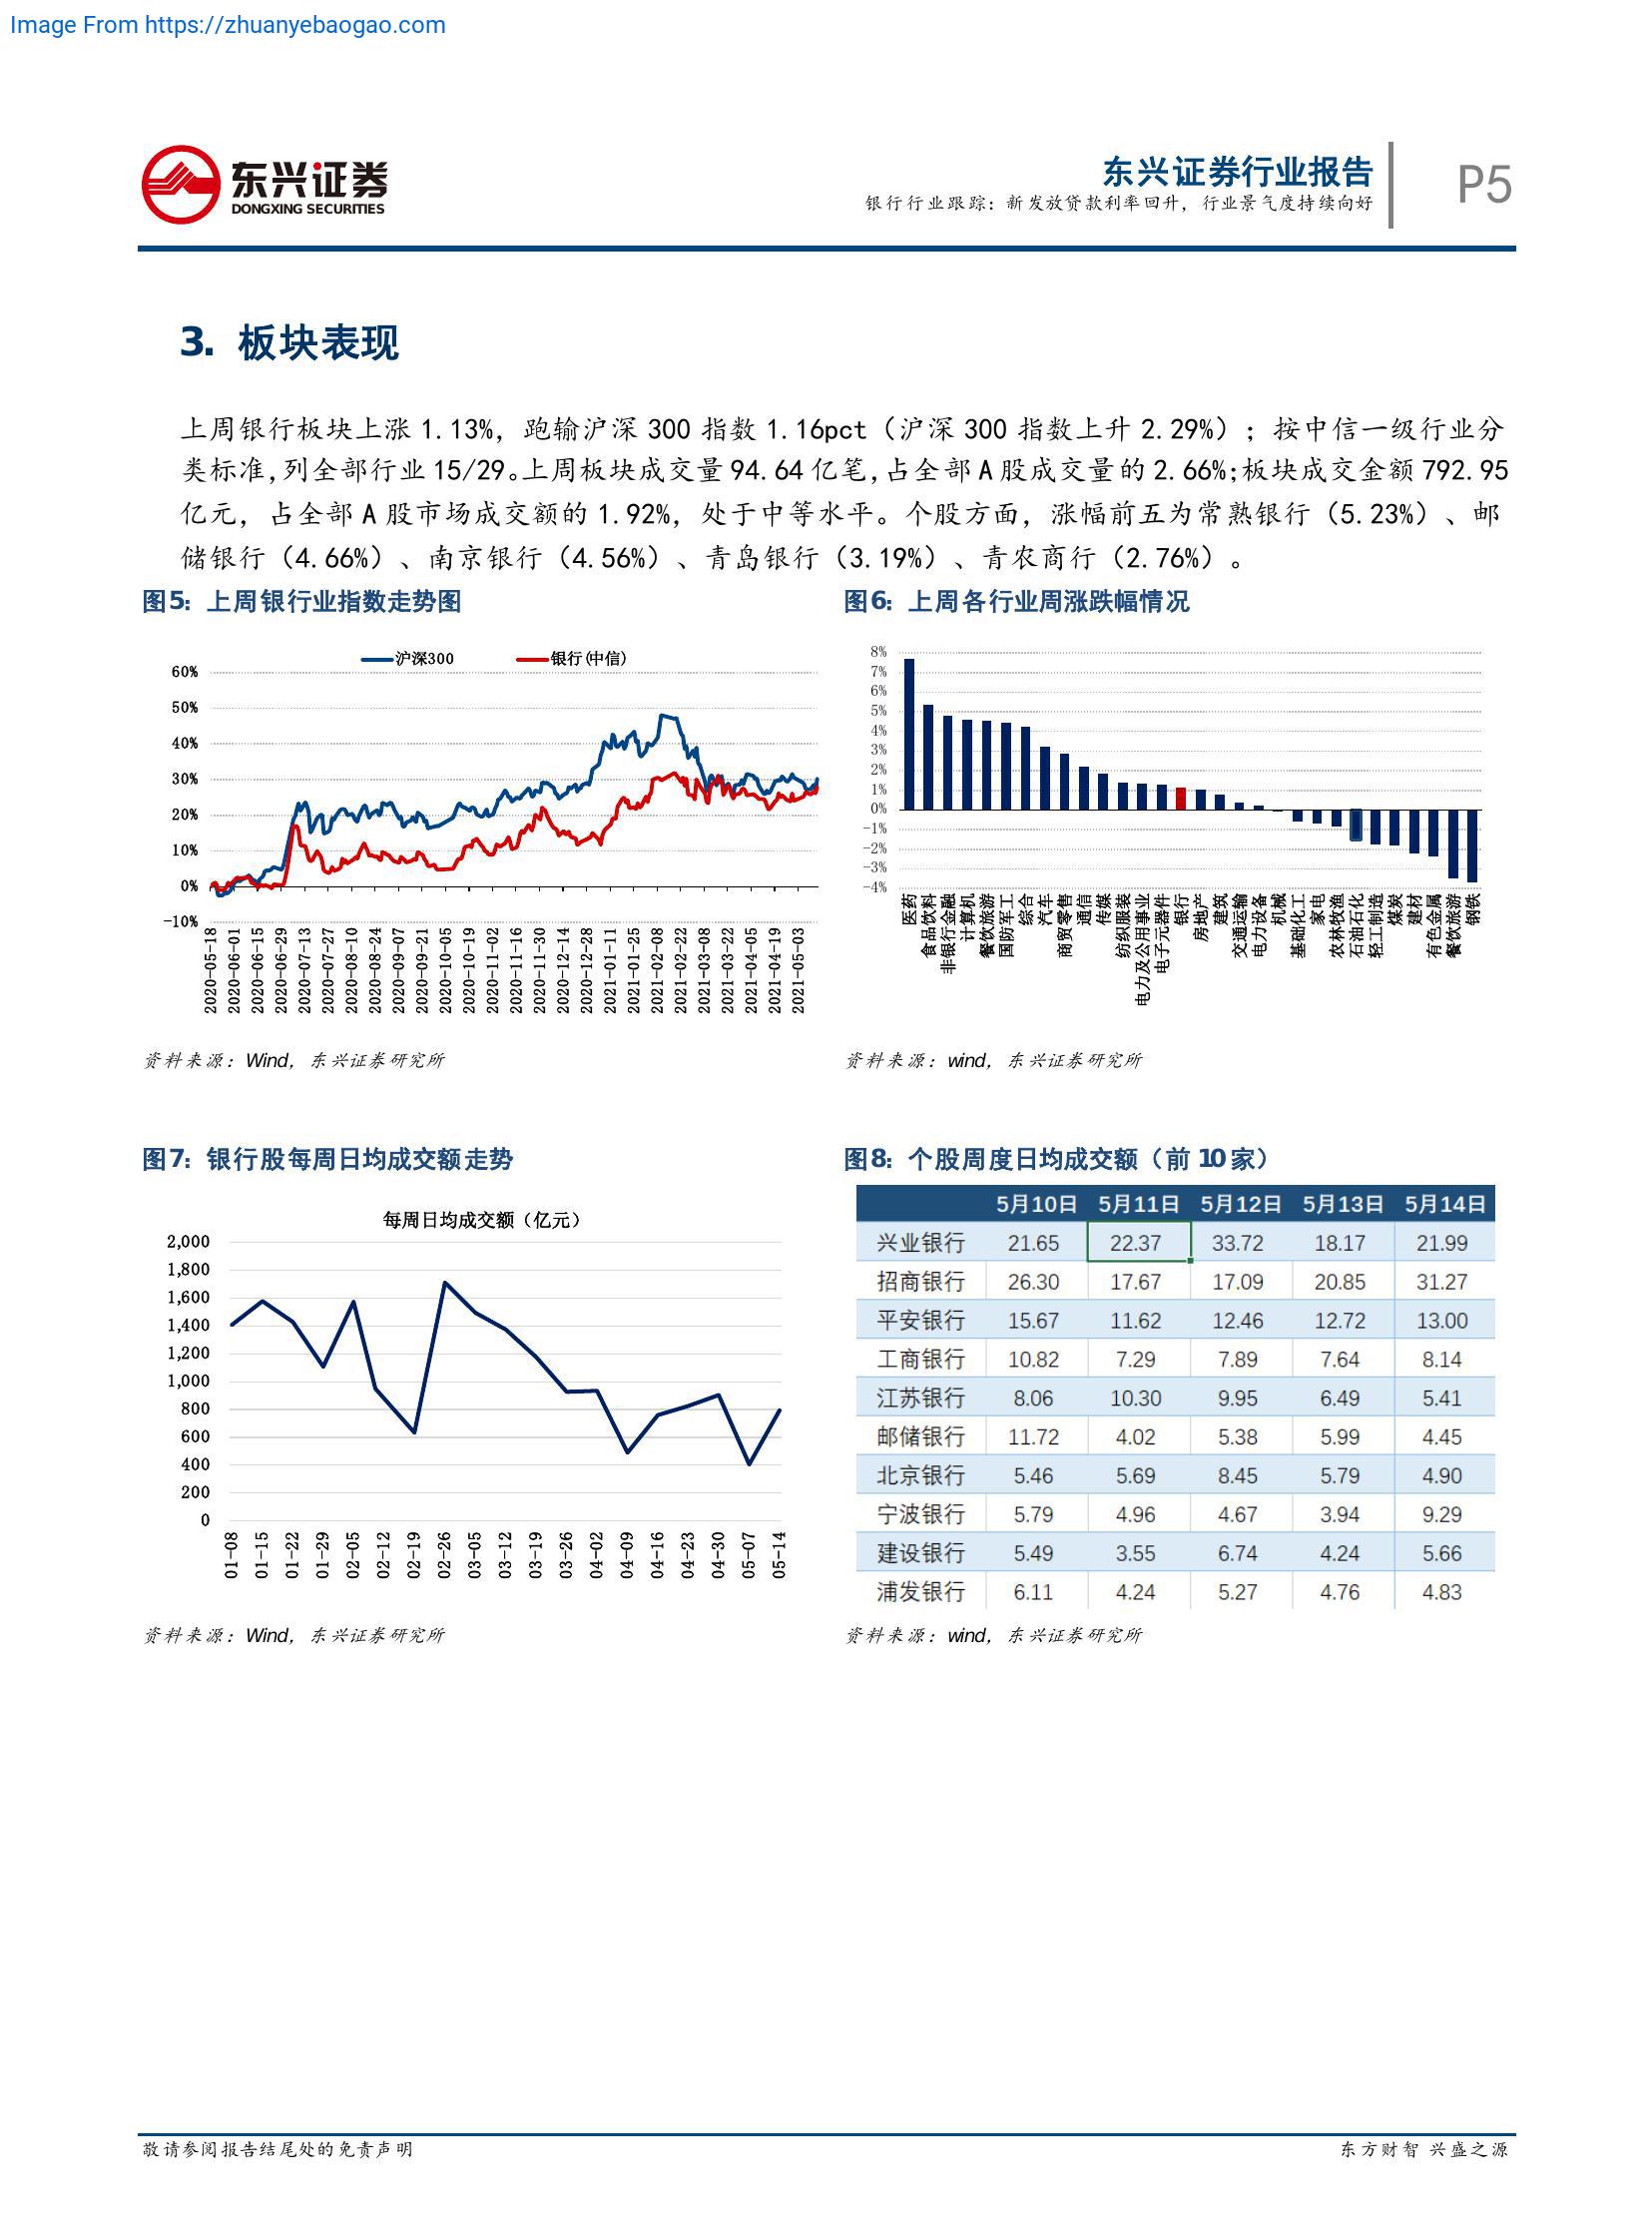 Image From https://zhuanyebaogao.com
东兴证券
DONGXING SECURITIES
东兴证券行业报告
银行行业跟踪：新发放贷款利率回升，行业景气度持续向好
P5
3. 板块表现
上周银行板块上涨 1.13%，跑输沪深 300 指数 1.16pct（沪深 300 指数上升 2.29%）；按中信一级行业分
类标准，列全部行业 15/29。上周板块成交量 94.64 亿笔，占全部 A 股成交量的 2.66%；板块成交金额 792.95
亿元，占全部 A 股市场成交额的 1.92%，处于中等水平。个股方面，涨幅前五为常熟银行（5.23%）、邮
储银行（4.66%）、南京银行（4.56%）、青岛银行（3.19%）、青农商行（2.76%）。
图5：上周银行业指数走势图
沪深300 银行(中信)
60%
50%
40%
30%
20%
10%
0%
-10%
2020-05-18
2020-06-01
2020-06-15
2020-06-29
2020-07-13
2020-07-27
2020-08-10
2020-08-24
2020-09-07
2020-09-21
2020-10-05
2020-10-19
2020-11-02
2020-11-16
2020-11-30
2020-12-14
2020-12-28
2021-01-11
2021-01-25
2021-02-08
2021-02-22
2021-03-08
2021-03-22
2021-04-05
2021-04-19
2021-05-03
资料来源：Wind，东兴证券研究所
图6：上周各行业周涨跌幅情况
8%
7%
6%
5%
4%
3%
2%
1%
0%
-1%
-2%
-3%
-4%
医药
食品饮料
非银行金融
计算机
餐饮旅游
国防军工
综合
汽车
商贸零售
通信
传媒
纺织服装
电力及公用事业
电子元器件
银行
房地产
建筑
交通运输
电力设备
机械
基础化工
家电
农林牧渔
石油石化
轻工制造
煤炭
建材
有色金属
餐饮旅游
钢铁
资料来源：wind，东兴证券研究所
图7：银行股每周日均成交额走势
每周日均成交额（亿元）
2,000
1,800
1,600
1,400
1,200
1,000
800
600
400
200
0
01-08
01-15
01-22
01-29
02-05
02-12
02-19
02-26
03-05
03-12
03-19
03-26
04-02
04-09
04-16
04-23
04-30
05-07
05-14
资料来源：Wind，东兴证券研究所
图8：个股周度日均成交额（前 10 家）
5月10日 5月11日 5月12日 5月13日 5月14日
兴业银行 21.65 22.37 33.72 18.17 21.99
招商银行 26.30 17.67 17.09 20.85 31.27
平安银行 15.67 11.62 12.46 12.72 13.00
工商银行 10.82 7.29 7.89 7.64 8.14
江苏银行 8.06 10.30 9.95 6.49 5.41
邮储银行 11.72 4.02 5.38 5.99 4.45
北京银行 5.46 5.69 8.45 5.79 4.90
宁波银行 5.79 4.96 4.67 3.94 9.29
建设银行 5.49 3.55 6.74 4.24 5.66
浦发银行 6.11 4.24 5.27 4.76 4.83
资料来源：wind，东兴证券研究所
敬请参阅报告结尾处的免责声明
东方财智 兴盛之源